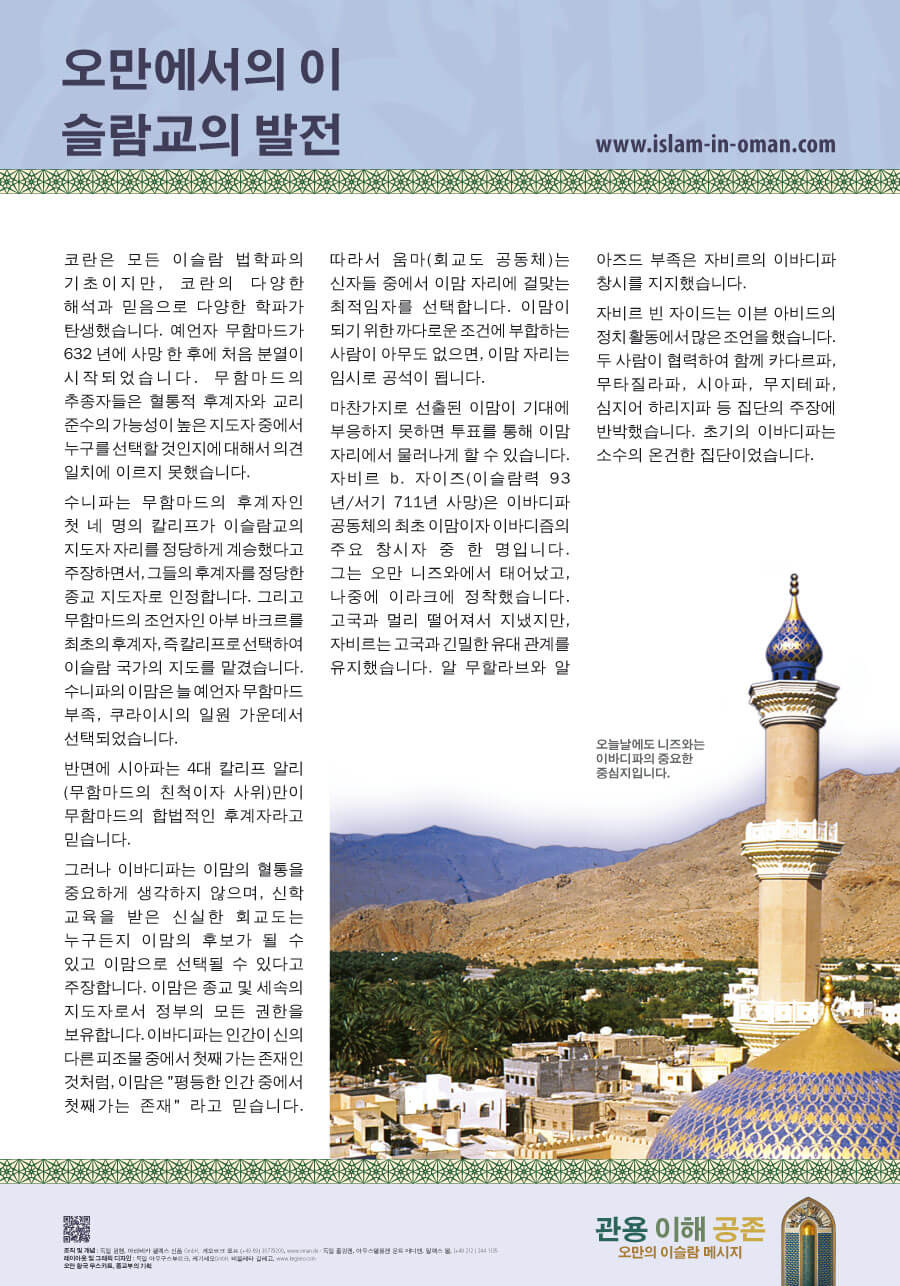 오만에서의 이
슬람교의 발전
www.islam-in-oman.com
코란은 모든 이슬람 법학파의
기초이지만, 코란의 다양한
해석과 믿음으로 다양한 학파가
탄생했습니다. 예언자 무함마드가
632 년에 사망 한 후에 처음 분열이
시작되었습니다. 무함마드의
추종자들은 혈통적 후계자와 교리
준수의 가능성이 높은 지도자 중에서
누구를 선택할 것인지에 대해서 의견
일치에 이르지 못했습니다.
수니파는 무함마드의 후계자인
첫 네 명의 칼리프가 이슬람교의
지도자 자리를 정당하게 계승했다고
주장하면서, 그들의 후계자를 정당한
종교 지도자로 인정합니다. 그리고
무함마드의 조언자인 아부 바크르를
최초의 후계자, 즉 칼리프로 선택하여
이슬람 국가의 지도를 맡겼습니다.
수니파의 이맘은 늘 예언자 무함마드
부족, 쿠라이시의 일원 가운데서
선택되었습니다.
반면에 시아파는 4대 칼리프 알리
(무함마드의 친척이자 사위)만이
무함마드의 합법적인 후계자라고
믿습니다.
그러나 이바디파는 이맘의 혈통을
중요하게 생각하지 않으며, 신학
교육을 받은 신실한 회교도는
누구든지 이맘의 후보가 될 수
있고 이맘으로 선택될 수 있다고
주장합니다. 이맘은 종교 및 세속의
지도자로서 정부의 모든 권한을
보유합니다. 이바디파는 인간이 신의
다른 피조물 중에서 첫째 가는 존재인
것처럼, 이맘은 "평등한 인간 중에서
첫째가는 존재" 라고 믿습니다.
따라서 움마(회교도 공동체)는
신자들 중에서 이맘 자리에 걸맞는
최적임자를 선택합니다. 이맘이
되기 위한 까다로운 조건에 부합하는
사람이 아무도 없으면, 이맘 자리는
임시로 공석이 됩니다.
마찬가지로 선출된 이맘이 기대에
부응하지 못하면 투표를 통해 이맘
자리에서 물러나게 할 수 있습니다.
자비르 b. 자이즈(이슬람력 93
년/서기 711년 사망)은 이바디파
공동체의 최초 이맘이자 이바디즘의
주요 창시자 중 한 명입니다.
그는 오만 니즈와에서 태어났고,
나중에 이라크에 정착했습니다.
고국과 멀리 떨어져서 지냈지만,
자비르는 고국과 긴밀한 유대 관계를
유지했습니다. 알 무할라브와 알
아즈드 부족은 자비르의 이바디파
창시를 지지했습니다.
자비르 빈 자이드는 이븐 아비드의
정치 활동에서 많은 조언을 했습니다.
두 사람이 협력하여 함께 카다르파,
무타질라파, 시아파, 무지테파,
심지어 하리지파 등 집단의 주장에
반박했습니다. 초기의 이바디파는
소수의 온건한 집단이었습니다.
오늘날에도 니즈와는
이바디파의 중요한
중심지입니다.
조직 및 개념 : 독일
레이아웃 및 그래픽 디자인 : 독일
오만 왕국 무스카트, 종교부의 기획
관용 이해 공존
오만의 이슬람 메시지